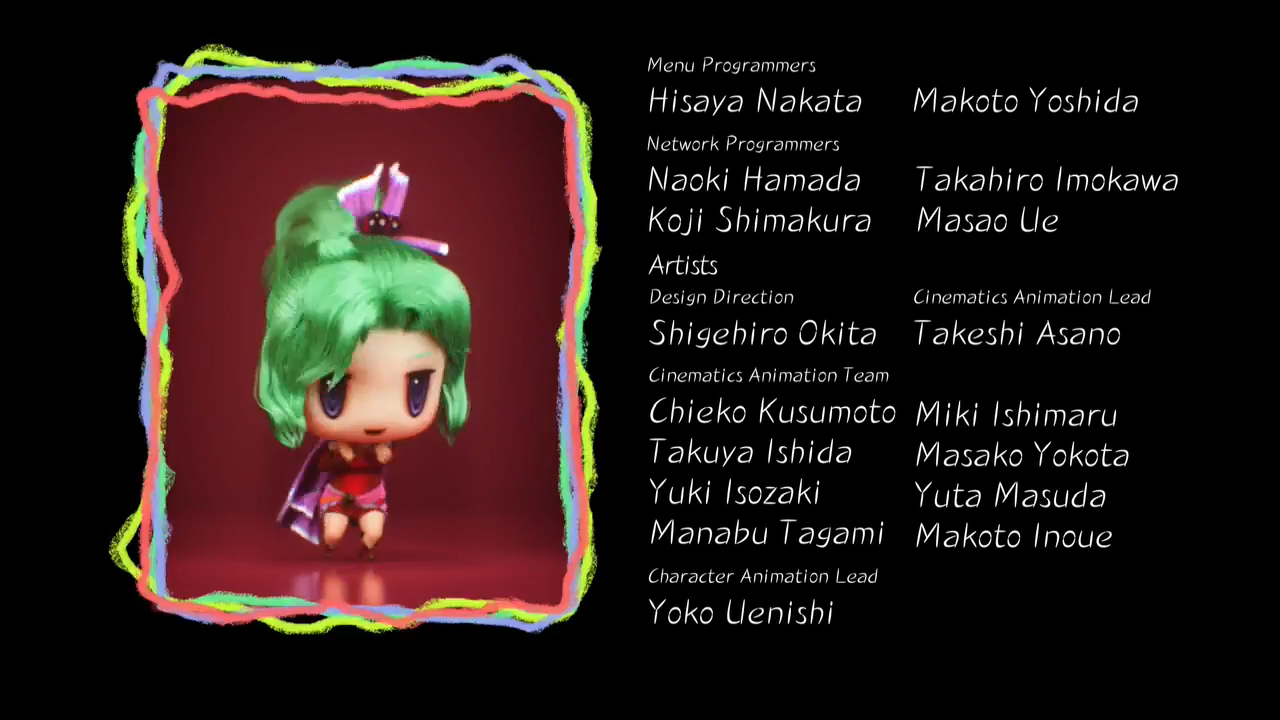 Menu Programmers
Hisaya Nakata Makoto Yoshida
Network Programmers
Naoki Hamada Takahiro Imokawa
Koji Shimakura Masao Ue
Artists
Design Direction Cinematics Animation Lead
Shigehiro Okita Takeshi Asano
Cinematics Animation Team
Chieko Kusumoto Miki Ishimaru
Takuya Ishida Masako Yokota
Yuki Isozaki Yuta Masuda
Manabu Tagami Makoto Inoue
Character Animation Lead
Yoko Uenishi